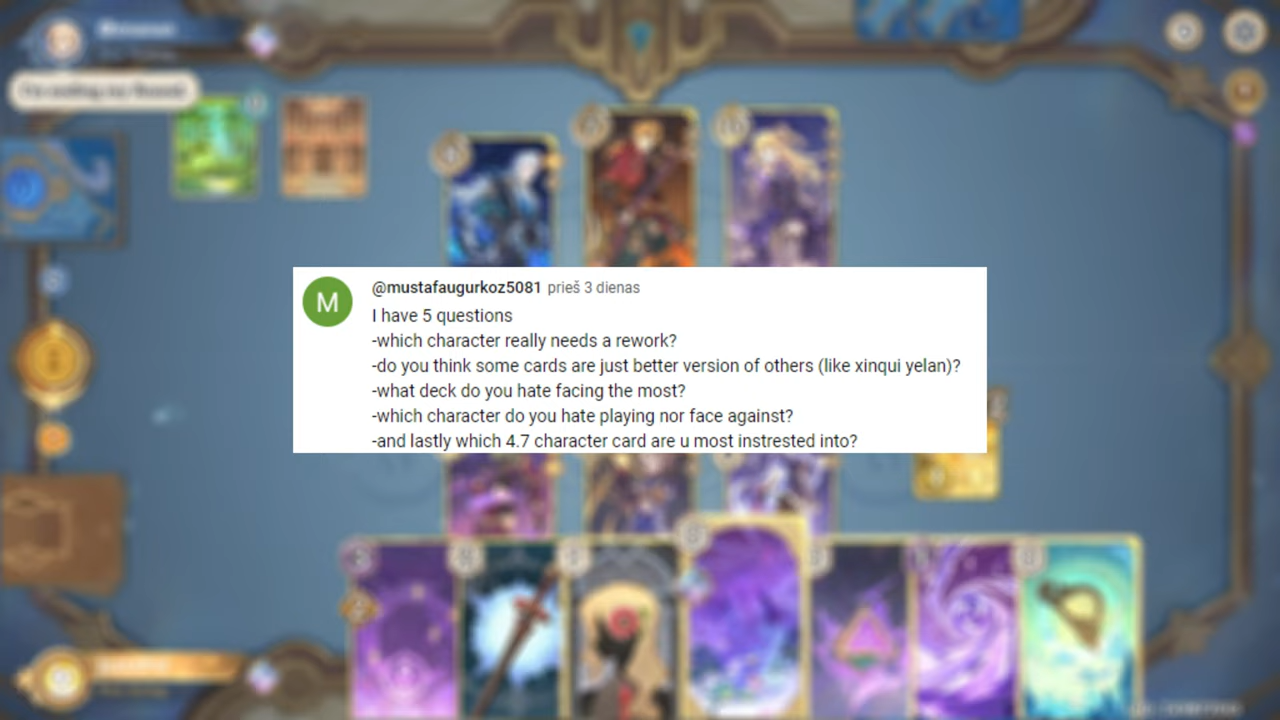 M
@mustafaugurkoz5081 prieš 3 dienas
I have 5 questions
-which character really needs a rework?
-do you think some cards are just better version of others (like xinqui yelan)?
-what deck do you hate facing the most?
-which character do you hate playing nor face against?
-and lastly which 4.7 character card are u most instrested into?